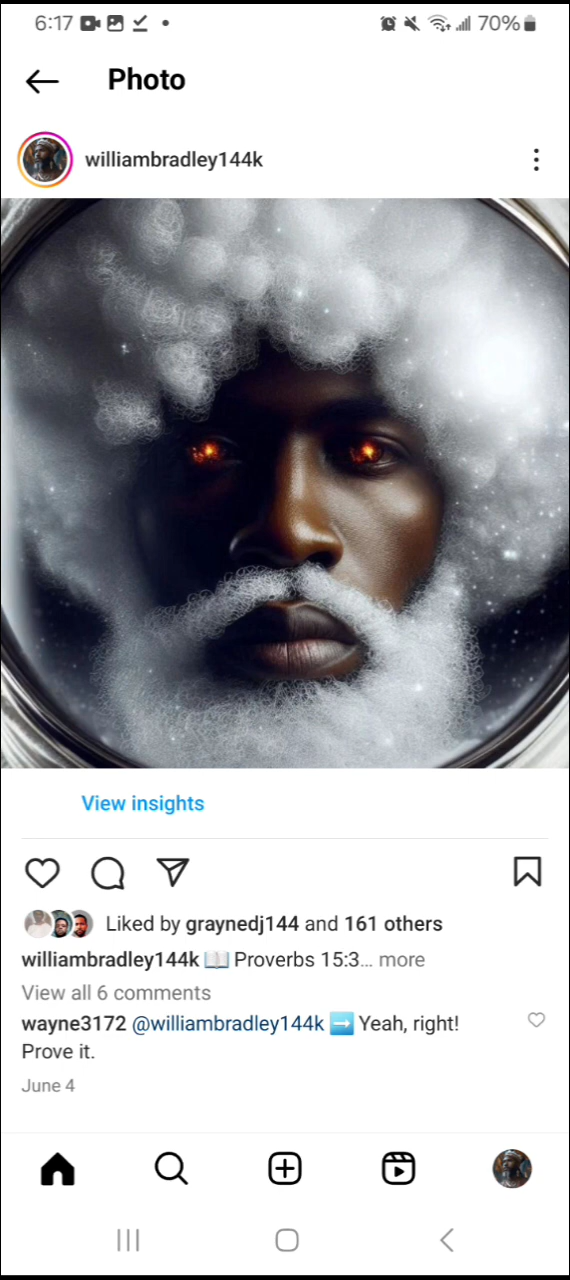 6:17
70%
Photo
williambradley144k
View insights
Liked by graynedj144 and 161 others
williambradley144k 📖 Proverbs 15:3... more
View all 6 comments
wayne3172 @williambradley144k ➡️ Yeah, right!
Prove it.
June 4